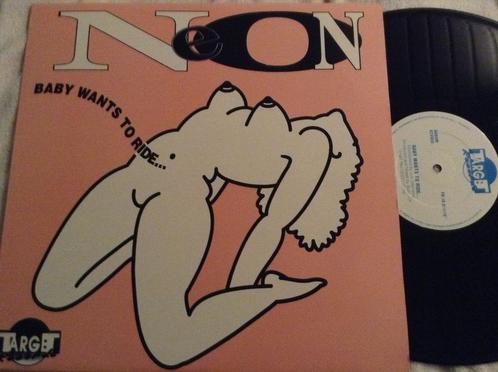 NeON
BABY WANTS TO RIDE...
TARGET
TARGET
BABY WANTS TO RIDE.